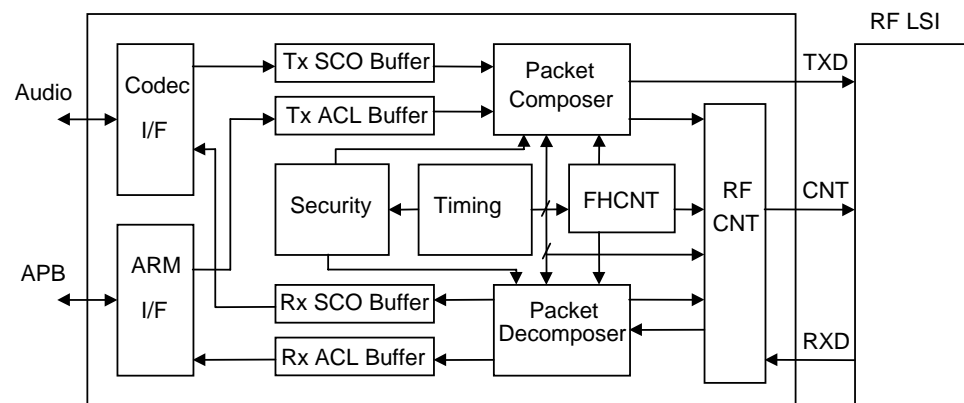 RF LSI
Tx SCO Buffer
TXD
Codec
I/F
Packet
Composer
Audio
Tx ACL Buffer
Security
Timing
FHCNT
RF
CNT
CNT
APB
ARM
I/F
Rx SCO Buffer
Packet
Decomposer
Rx ACL Buffer
RXD